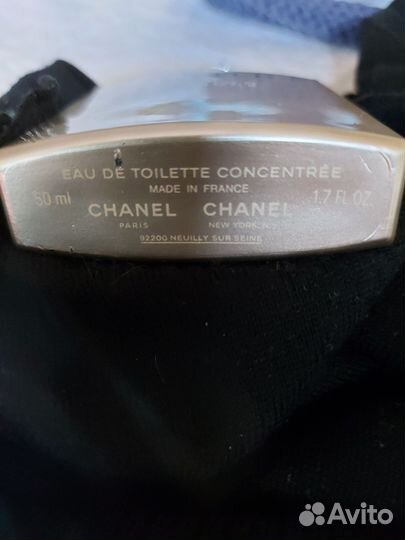 EAU DE TOILETTE CONCENTRÉE
MADE IN FRANCE
50 ml 1.7 FL OZ.
CHANEL CHANEL
PARIS NEW YORK, N.Y.
92200 NEUILLY SUR SEINE
Avito